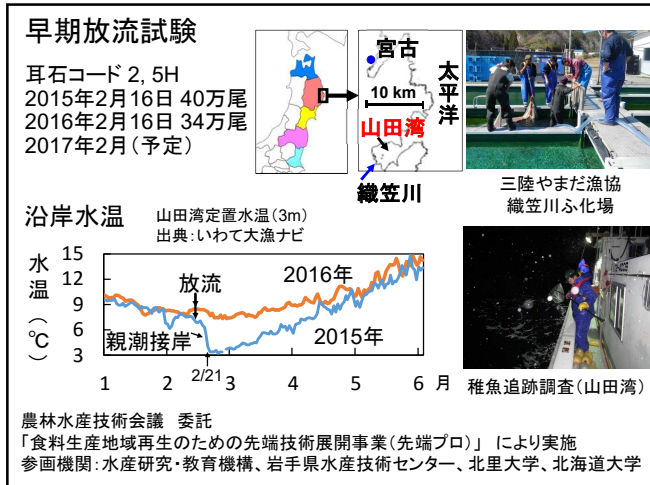 早期放流試験
耳石コード 2, 5H
2015年2月16日 40万尾
2016年2月16日 34万尾
2017年2月(予定)
宮古
太平洋
10 km
山田湾
織笠川
三陸やまだ漁協
織笠川ふ化場
沿岸水温
山田湾定置水温(3m)
出典:いわて大漁ナビ
水温(℃)
15
12
9
6
3
放流
2016年
2015年
親潮接岸
2/21
1 2 3 4 5 6 月
稚魚追跡調査(山田湾)
農林水産技術会議 委託
「食料生産地域再生のための先端技術展開事業(先端プロ)」 により実施
参画機関:水産研究・教育機構、岩手県水産技術センター、北里大学、北海道大学